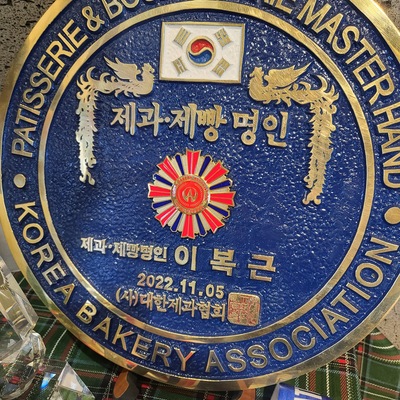 PATISSERIE & BOULANGERIE MASTER HAND
제과·제빵 명인
제과·제빵명인 이복근
2022.11.05
(사)대한제과협회
KOREA BAKERY ASSOCIATION